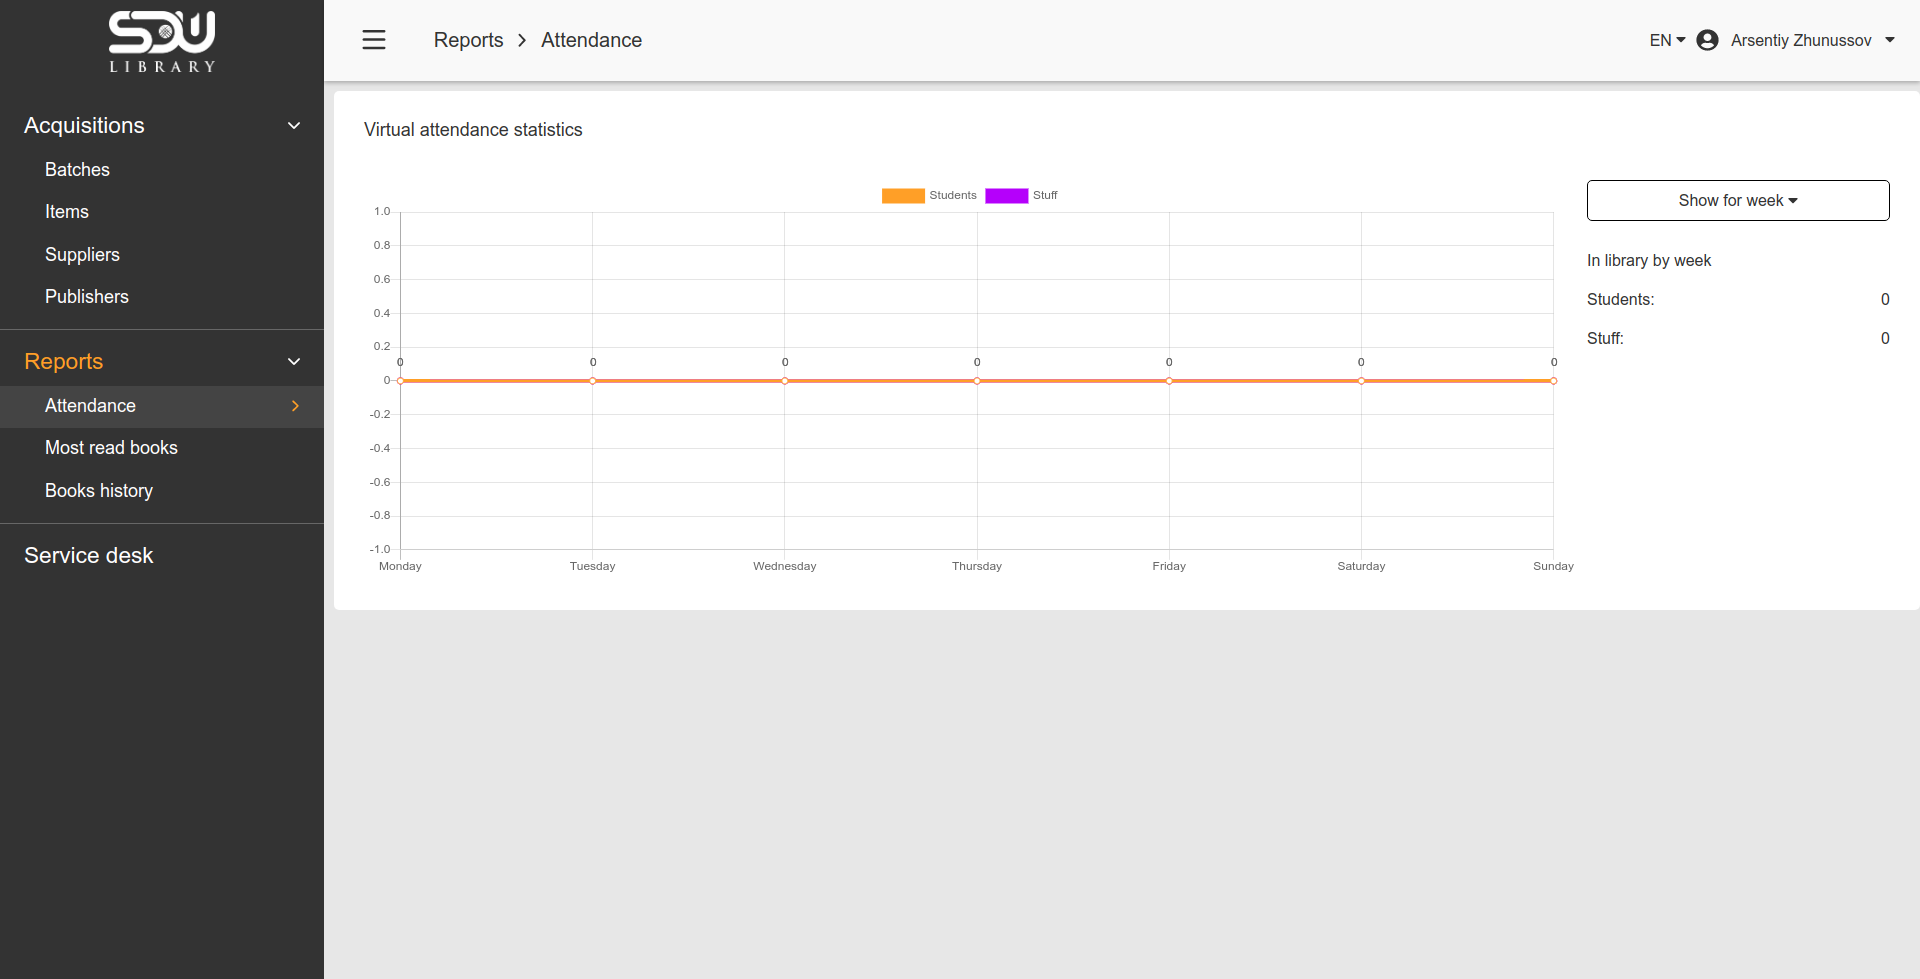 SDU
LIBRARY
Acquisitions
Batches
Items
Suppliers
Publishers
Reports
Attendance
Most read books
Books history
Service desk
Reports > Attendance
EN
Arsentiy Zhunussov
Virtual attendance statistics
Students Stuff
1.0
0.8
0.6
0.4
0.2
0 0 0 0 0 0 0
0
-0.2
-0.4
-0.6
-0.8
-1.0
Monday Tuesday Wednesday Thursday Friday Saturday Sunday
Show for week
In library by week
Students: 0
Stuff: 0